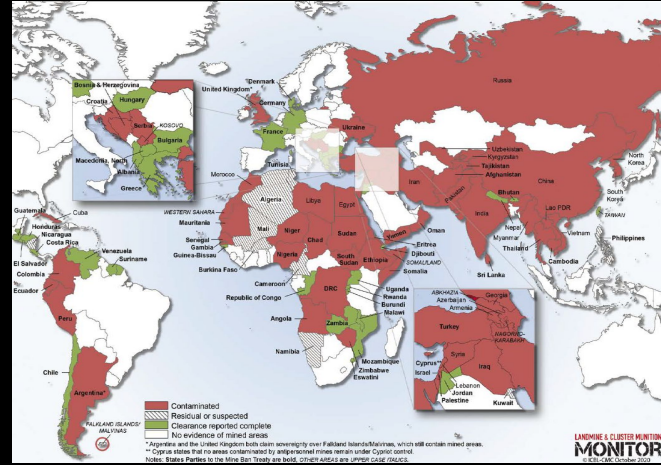 Bosnia & Herzegovina
Croatia
Hungary
Serbia
KOSOVO
Bulgaria
Macedonia, North
Albania
Greece
Denmark
United Kingdom*
Germany
France
Ukraine
Russia
Tunisia
Morocco
WESTERN SAHARA
Algeria
Libya
Egypt
Mauritania
Mali
Niger
Chad
Sudan
Senegal
Gambia
Guinea-Bissau
Nigeria
South
Sudan
Ethiopia
Burkina Faso
Cameroon
Republic of Congo
DRC
Angola
Zambia
Namibia
Mozambique
Zimbabwe
Eswatini
Uganda
Rwanda
Burundi
Malawi
Yemen
Oman
Eritrea
Djibouti
SOMALILAND
Somalia
Uzbekistan
Kyrgyzstan
Tajikistan
Afghanistan
Iran
Pakistan
India
Bhutan
China
Nepal
Myanmar
Thailand
Lao PDR
Vietnam
Cambodia
Sri Lanka
North
Korea
South
Korea
TAIWAN
Philippines
Guatemala
Cuba
Honduras
Nicaragua
Costa Rica
El Salvador
Colombia
Ecuador
Venezuela
Suriname
Peru
Chile
Argentina*
FALKLAND ISLANDS/
MALVINAS
ABKHAZIA
Georgia
Azerbaijan
Armenia
NAGORNO-
KARABAKH
Turkey
Cyprus**
Syria
Iraq
Israel
Lebanon
Jordan
Palestine
Kuwait
Contaminated
Residual or suspected
Clearance reported complete
No evidence of mined areas
* Argentina and the United Kingdom both claim sovereignty over Falkland Islands/Malvinas, which still contain mined areas.
** Cyprus states that no areas contaminated by antipersonnel mines remain under Cypriot control.
Notes: States Parties to the Mine Ban Treaty are bold, OTHER AREAS are UPPER CASE ITALICS.
LANDMINE & CLUSTER MUNITION
MONITOR
© ICBL-CMC October 2020